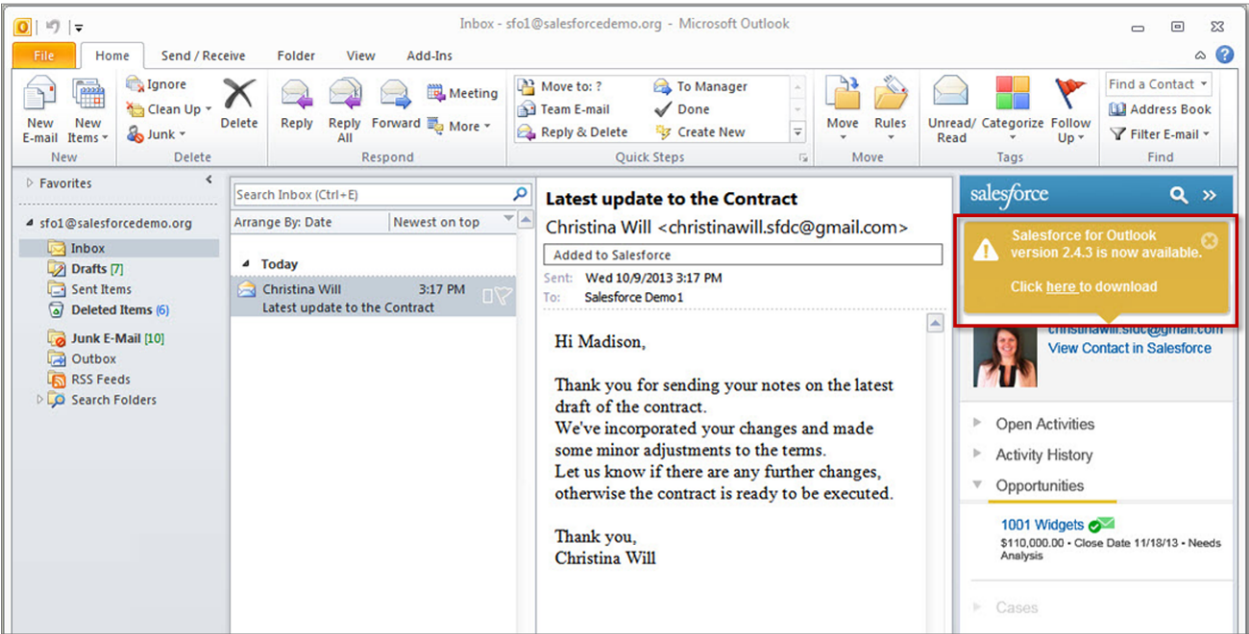 Inbox - sfo1@salesforcedemo.org - Microsoft Outlook
File Home Send / Receive Folder View Add-Ins
New E-mail
New Items
New
Ignore
Clean Up
Junk
Delete
Delete
Reply
Reply All
Forward
Meeting
More
Respond
Move to: ?
Team E-mail
Reply & Delete
To Manager
Done
Create New
Quick Steps
Move
Rules
Move
Unread/ Read
Categorize
Follow Up
Tags
Find a Contact
Address Book
Filter E-mail
Find
Favorites
sfo1@salesforcedemo.org
Inbox
Drafts [7]
Sent Items
Deleted Items (6)
Junk E-Mail [10]
Outbox
RSS Feeds
Search Folders
Search Inbox (Ctrl+E)
Arrange By: Date Newest on top
Today
Christina Will 3:17 PM
Latest update to the Contract
Latest update to the Contract
Christina Will <christinawill.sfdc@gmail.com>
Added to Salesforce
Sent: Wed 10/9/2013 3:17 PM
To: Salesforce Demo1
Hi Madison,
Thank you for sending your notes on the latest
draft of the contract.
We've incorporated your changes and made
some minor adjustments to the terms.
Let us know if there are any further changes,
otherwise the contract is ready to be executed.
Thank you,
Christina Will
salesforce
Salesforce for Outlook
version 2.4.3 is now available.
Click here to download
christinawill.sfdc@gmail.com
View Contact in Salesforce
Open Activities
Activity History
Opportunities
1001 Widgets
$110,000.00 • Close Date 11/18/13 • Needs
Analysis
Cases